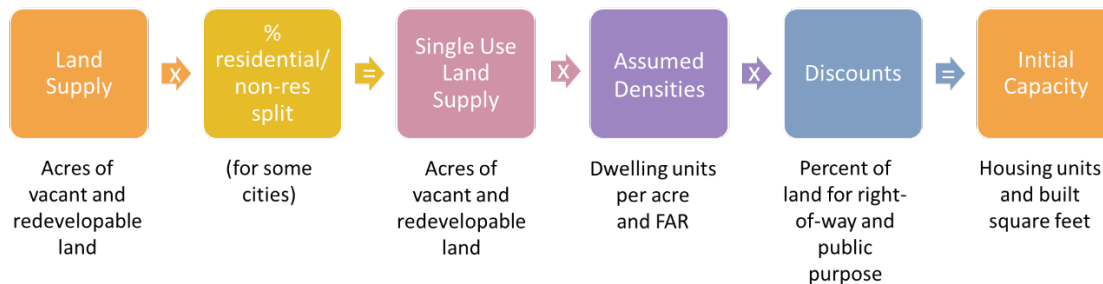 Land
Supply
x
%
residential/
non-res
split
=
Single Use
Land
Supply
x
Assumed
Densities
x
Discounts
=
Initial
Capacity
Acres of
vacant and
redevelopable
land
(for some
cities)
Acres of
vacant and
redevelopable
land
Dwelling units
per acre
and FAR
Percent of
land for right-
of-way and
public
purpose
Housing units
and built
square feet